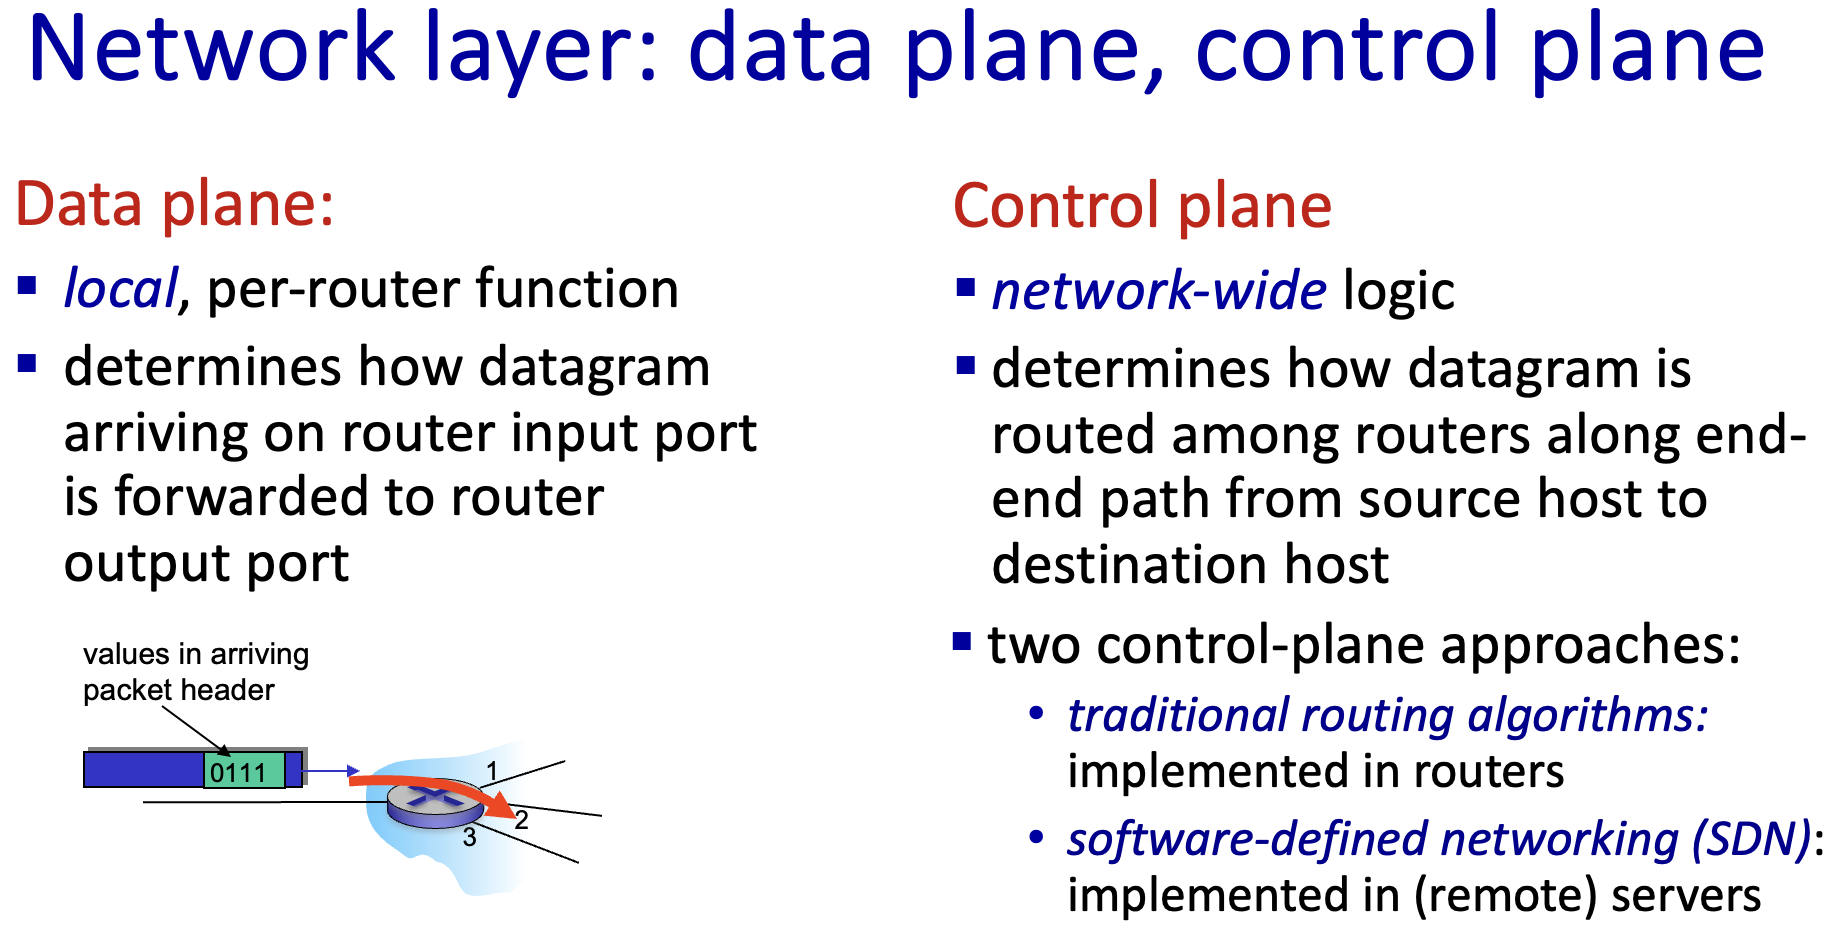 Network layer: data plane, control plane
Data plane:
local, per-router function
determines how datagram
arriving on router input port
is forwarded to router
output port
values in arriving
packet header
0111
1
2
3
Control plane
network-wide logic
determines how datagram is
routed among routers along end-
end path from source host to
destination host
two control-plane approaches:
traditional routing algorithms:
implemented in routers
software-defined networking (SDN):
implemented in (remote) servers